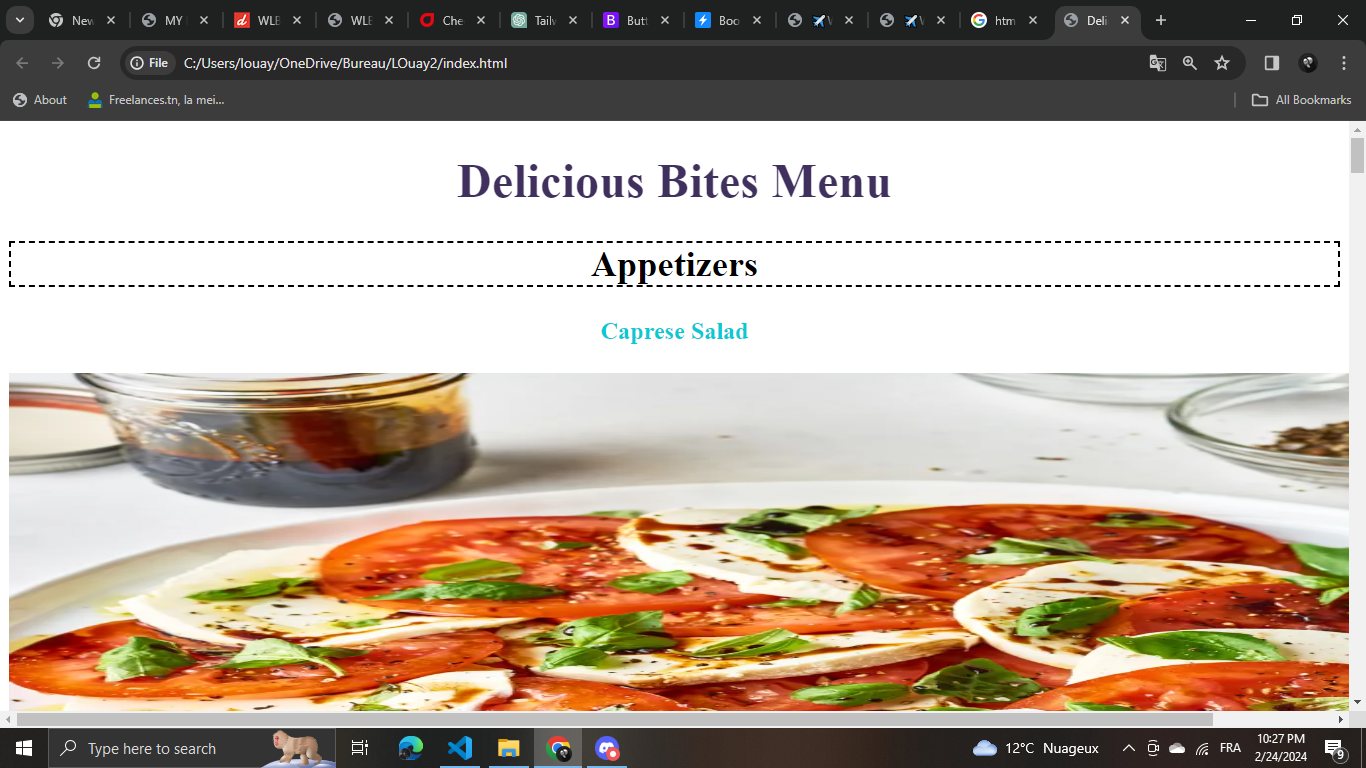 New
MY
WLE
WLE
Che
Tailw
Butt
Boo
htm
Deli
File
C:/Users/louay/OneDrive/Bureau/LOuay2/index.html
About
Freelances.tn, la mei...
All Bookmarks
Delicious Bites Menu
Appetizers
Caprese Salad
Type here to search
12°C Nuageux
FRA
10:27 PM
2/24/2024
9